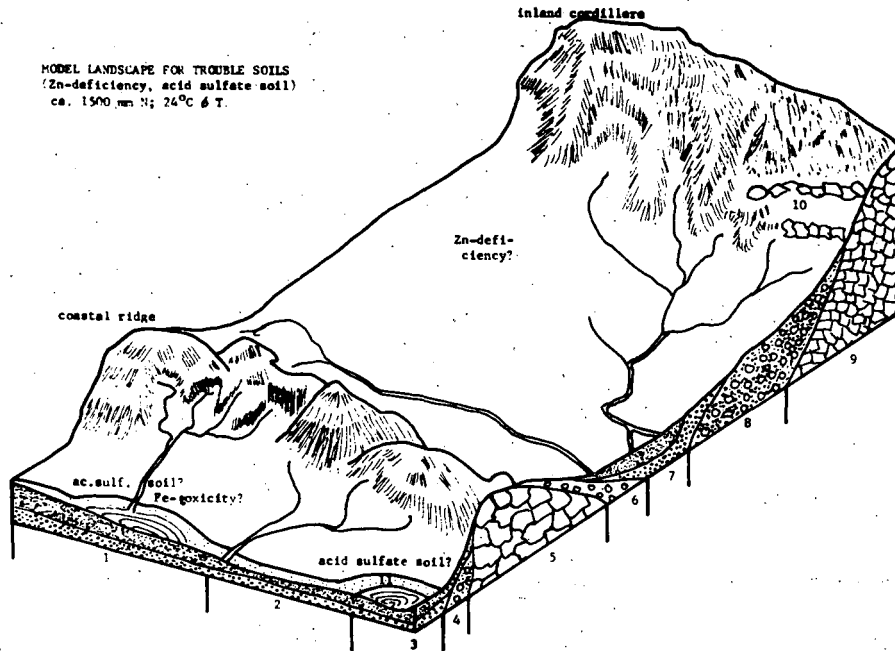 inland cordillere
MODEL LANDSCAPE FOR TROUBLE SOILS
(Zn-deficiency, acid sulfate soil)
ca. 1500 mm N; 24°C T.
Zn-defi-
ciency?
10
coastal ridge
9
8
7
ac.sulf. soil?
Fe-toxicity?
6
acid sulfate soil?
5
1
2
4
3